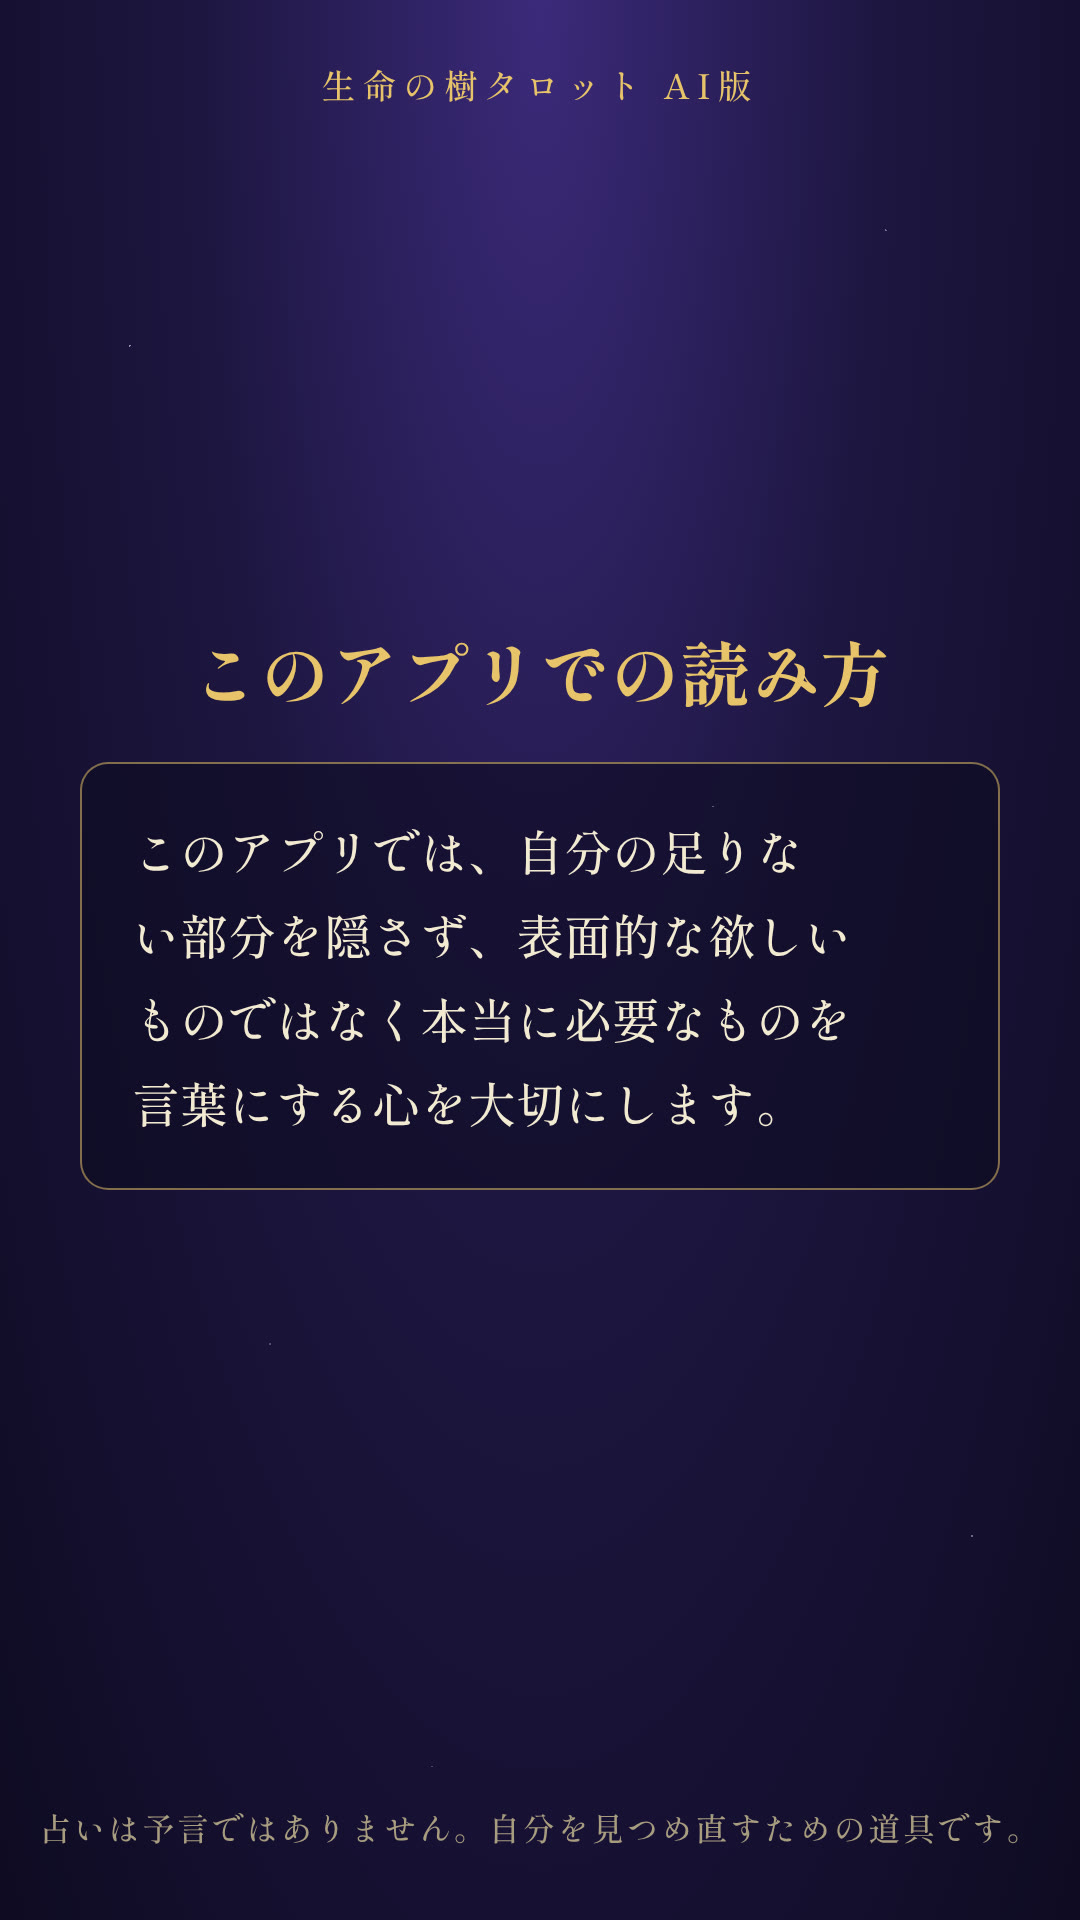 生命の樹タロット AI版
このアプリでの読み方
このアプリでは、自分の足りな
い部分を隠さず、表面的な欲しい
ものではなく本当に必要なものを
言葉にする心を大切にします。
占いは予言ではありません。自分を見つめ直すための道具です。